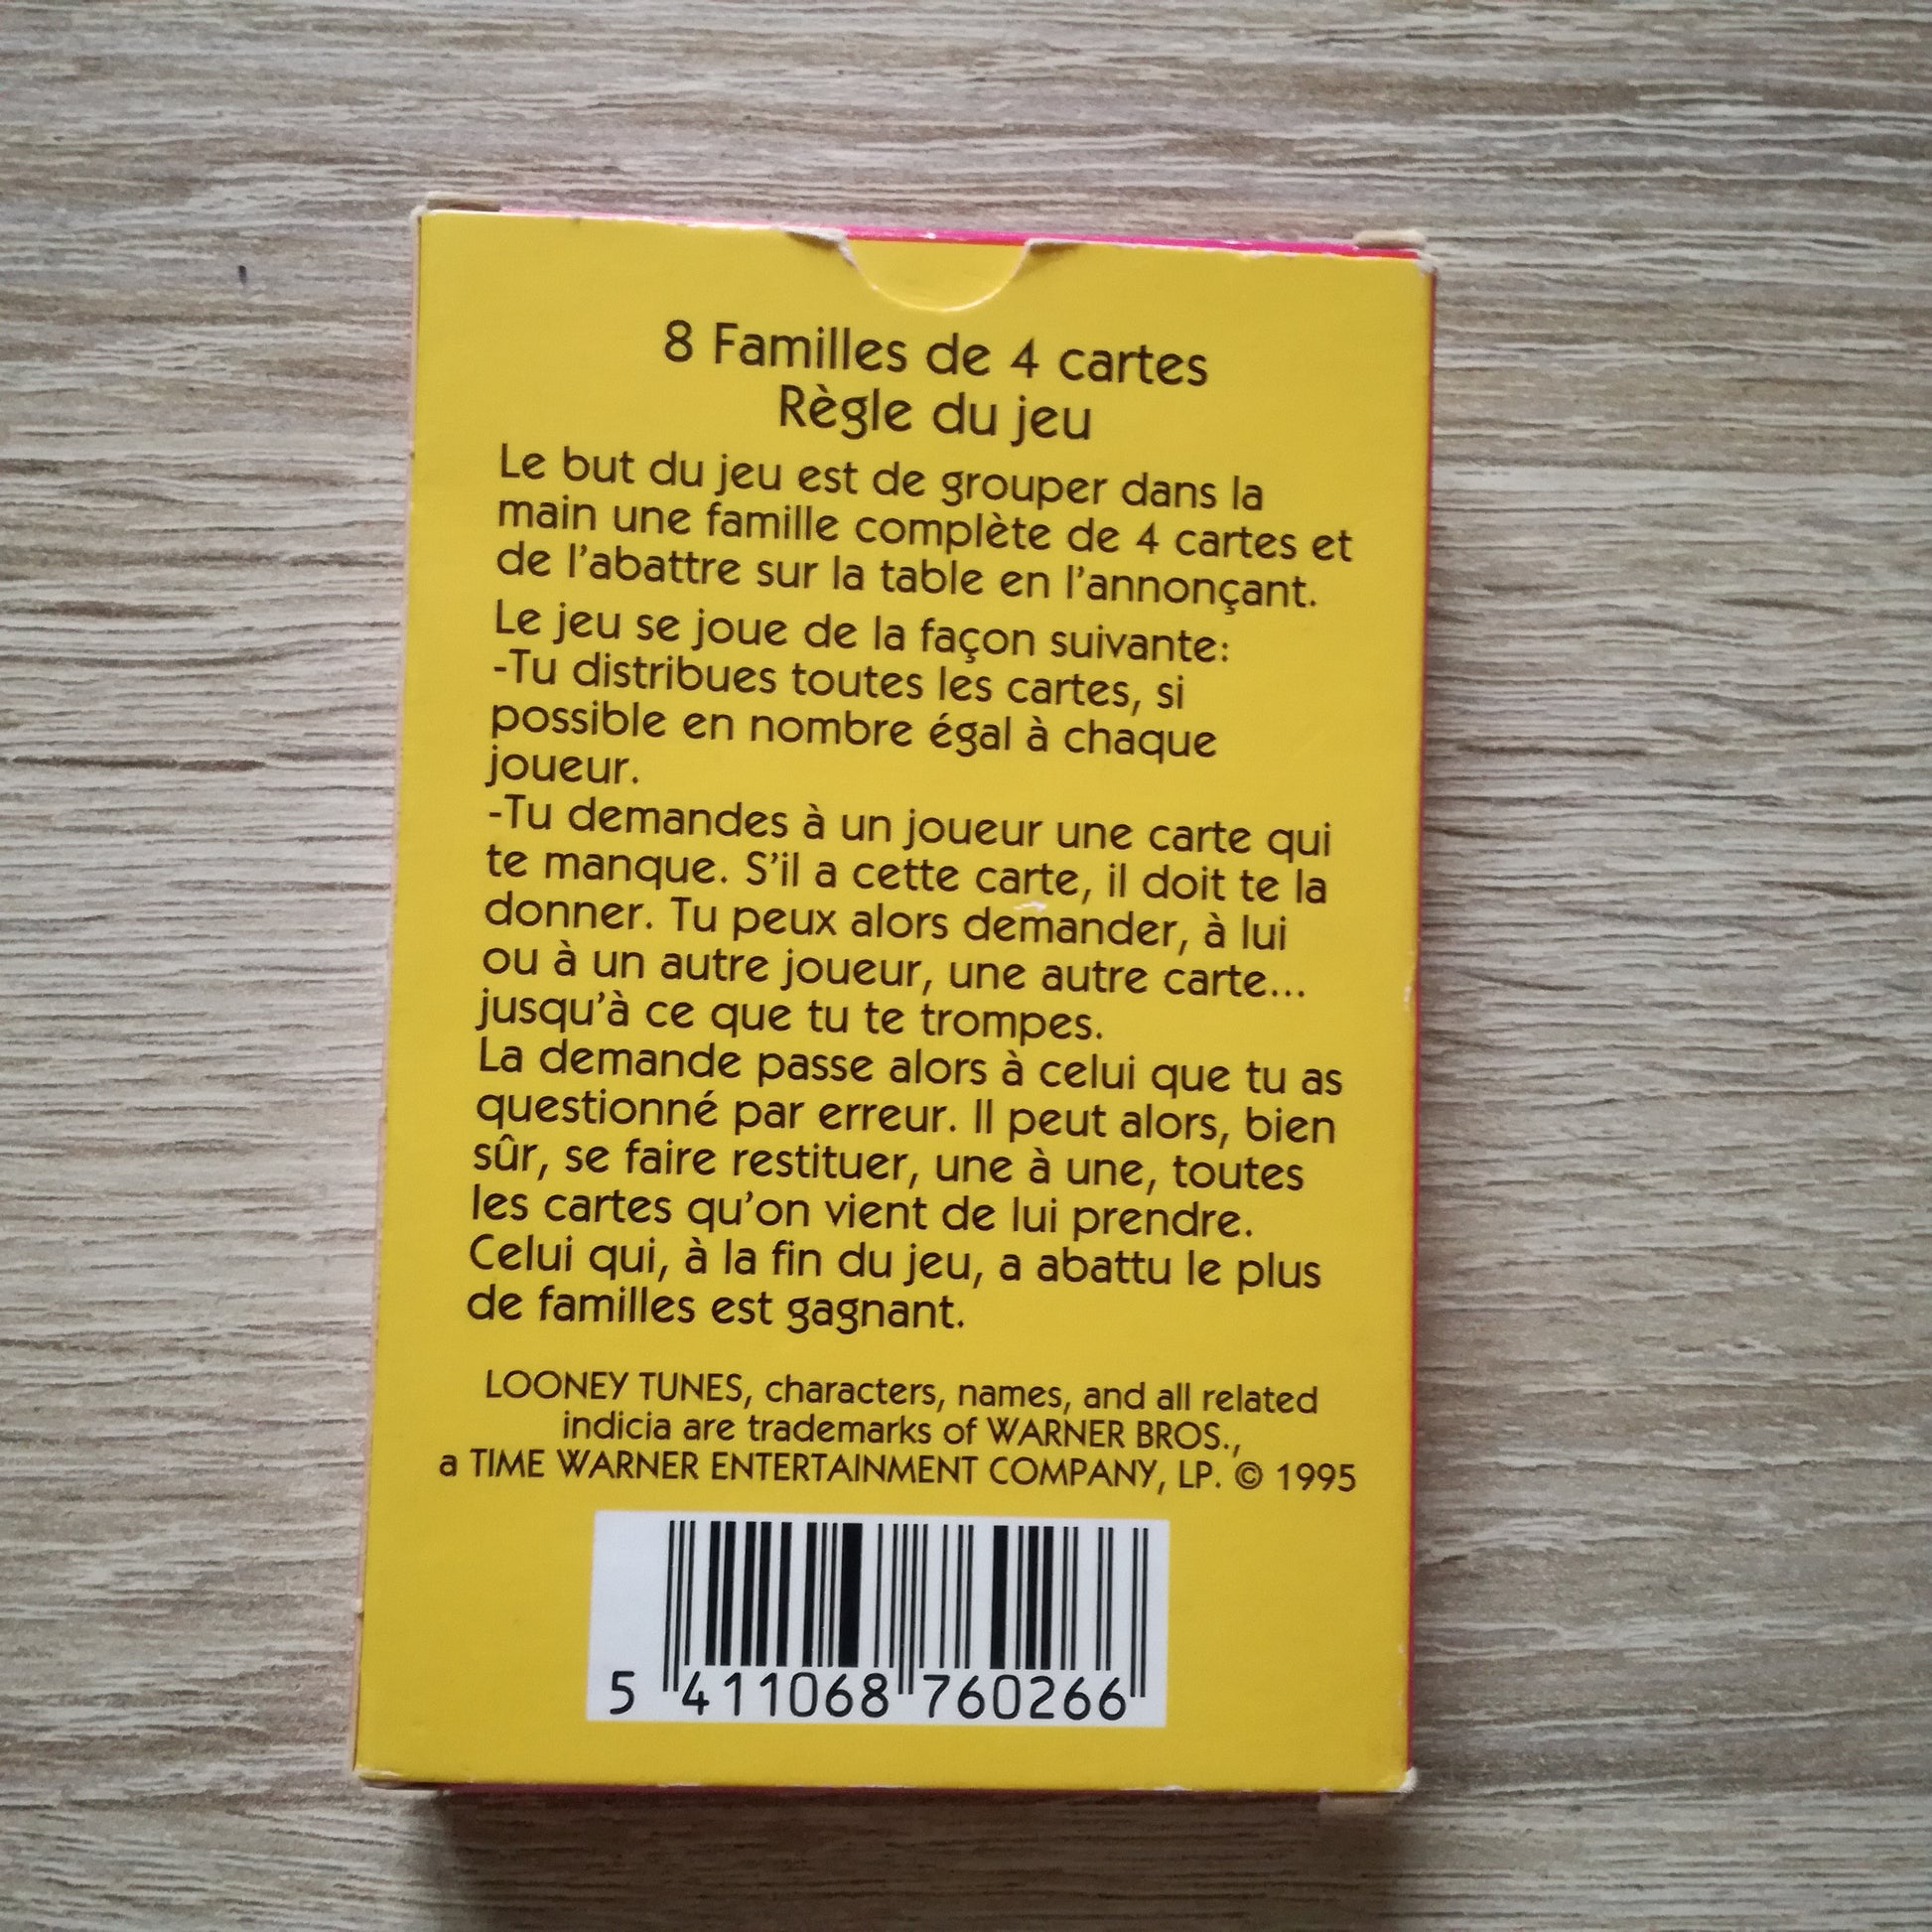 8 Familles de 4 cartes
Règle du jeu
Le but du jeu est de grouper dans la
main une famille complète de 4 cartes et
de l'abattre sur la table en l'annonçant.
Le jeu se joue de la façon suivante:
-Tu distribues toutes les cartes, si
possible en nombre égal à chaque
joueur.
-Tu demandes à un joueur une carte qui
te manque. S'il a cette carte, il doit te la
donner. Tu peux alors demander, à lui
ou à un autre joueur, une autre carte...
jusqu'à ce que tu te trompes.
La demande passe alors à celui que tu as
questionné par erreur. Il peut alors, bien
sûr, se faire restituer, une à une, toutes
les cartes qu'on vient de lui prendre.
Celui qui, à la fin du jeu, a abattu le plus
de familles est gagnant.
LOONEY TUNES, characters, names, and all related
indicia are trademarks of WARNER BROS.,
a TIME WARNER ENTERTAINMENT COMPANY, LP. © 1995
5 411068 760266